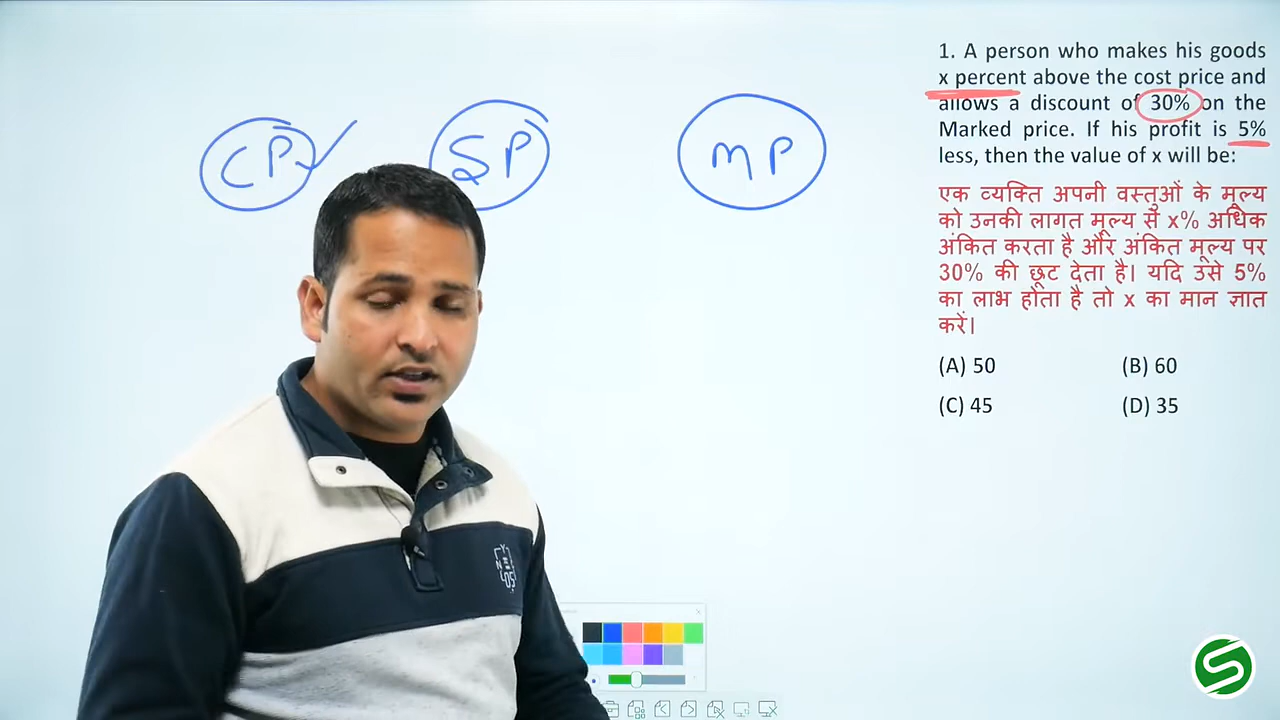 CP SP MP
1. A person who makes his goods
x percent above the cost price and
allows a discount of 30% on the
Marked price. If his profit is 5%
less, then the value of x will be:
एक व्यक्ति अपनी वस्तुओं के मूल्य
को उनकी लागत मूल्य से x% अधिक
अंकित करता है और अंकित मूल्य पर
30% की छूट देता है। यदि उसे 5%
का लाभ होता है तो x का मान ज्ञात
करें।
(A) 50 (B) 60
(C) 45 (D) 35